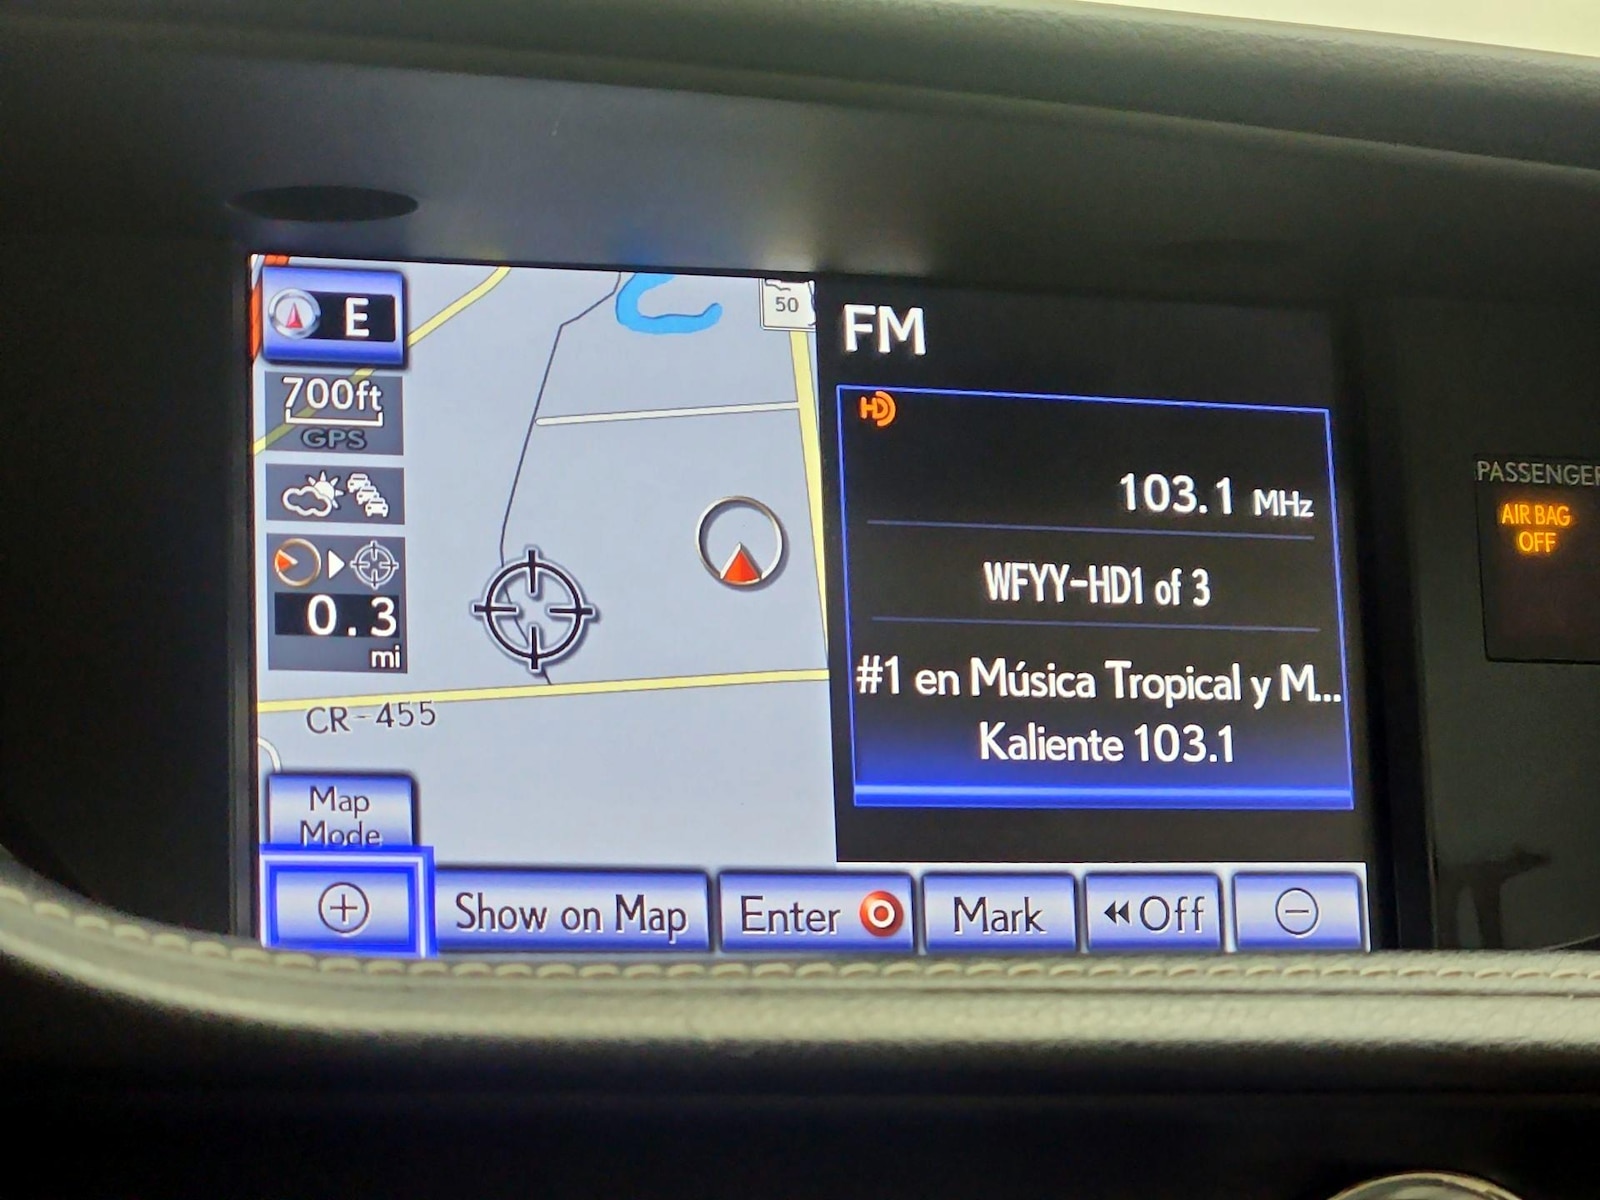 E
700ft
GPS
0.3
mi
CR-455
50
Map
Mode
Show on Map
Enter
Mark
Off
FM
HD
103.1 MHz
WFYY-HD1 of 3
#1 en Música Tropical y M...
Kaliente 103.1
PASSENGER
AIR BAG
OFF